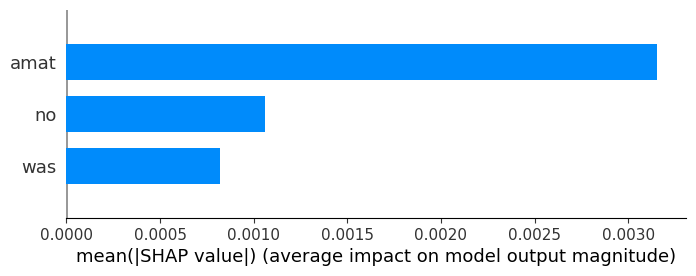 amat
no
was
0.0000 0.0005 0.0010 0.0015 0.0020 0.0025 0.0030
mean(|SHAP value|) (average impact on model output magnitude)